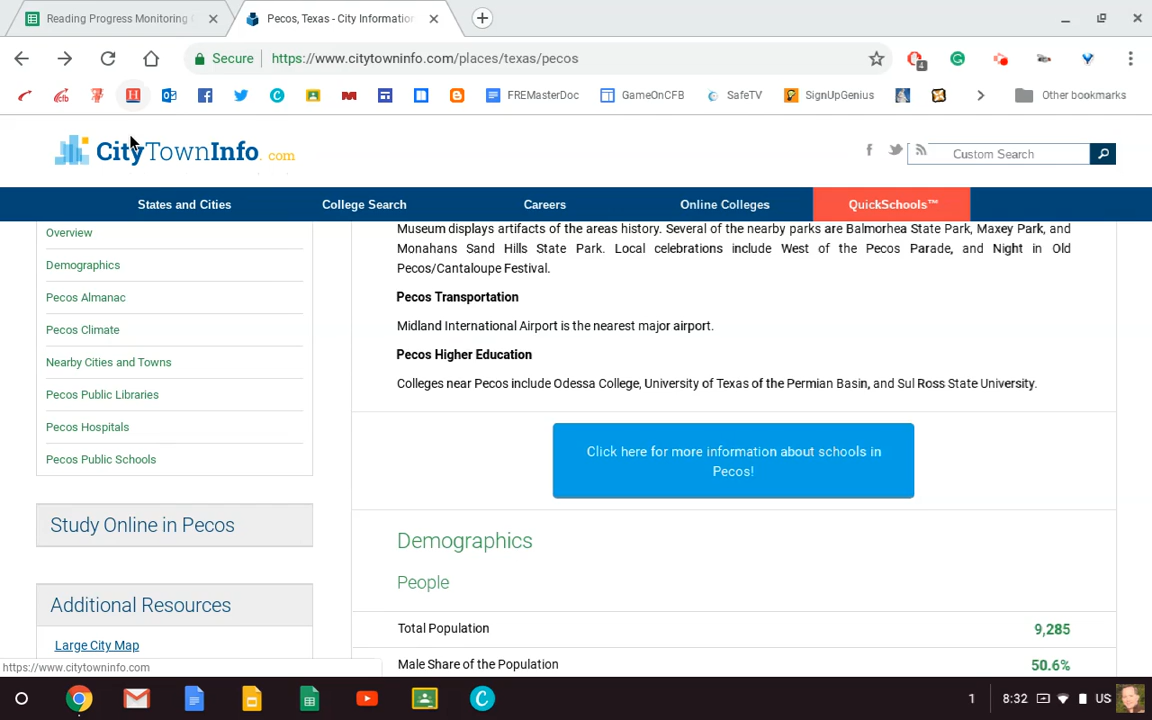 Reading Progress Monitoring
Pecos, Texas - City Information
Secure
https://www.citytowninfo.com/places/texas/pecos
4
cfb
H
FREMasterDoc
GameOnCFB
SafeTV
SignUpGenius
Other bookmarks
CityTownInfo.com
Custom Search
States and Cities
College Search
Careers
Online Colleges
QuickSchools™
Overview
Demographics
Pecos Almanac
Pecos Climate
Nearby Cities and Towns
Pecos Public Libraries
Pecos Hospitals
Pecos Public Schools
Study Online in Pecos
Additional Resources
Large City Map
Museum displays artifacts of the areas history. Several of the nearby parks are Balmorhea State Park, Maxey Park, and
Monahans Sand Hills State Park. Local celebrations include West of the Pecos Parade, and Night in Old
Pecos/Cantaloupe Festival.
Pecos Transportation
Midland International Airport is the nearest major airport.
Pecos Higher Education
Colleges near Pecos include Odessa College, University of Texas of the Permian Basin, and Sul Ross State University.
Click here for more information about schools in
Pecos!
Demographics
People
Total Population 9,285
Male Share of the Population 50.6%
https://www.citytowninfo.com
1 8:32 US